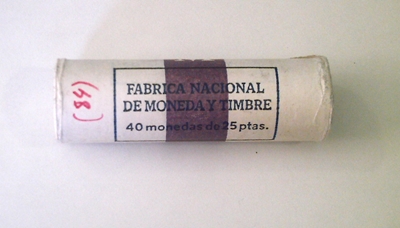 FABRICA NACIONAL
DE MONEDA Y TIMBRE
40 monedas de 25 ptas.
(84)